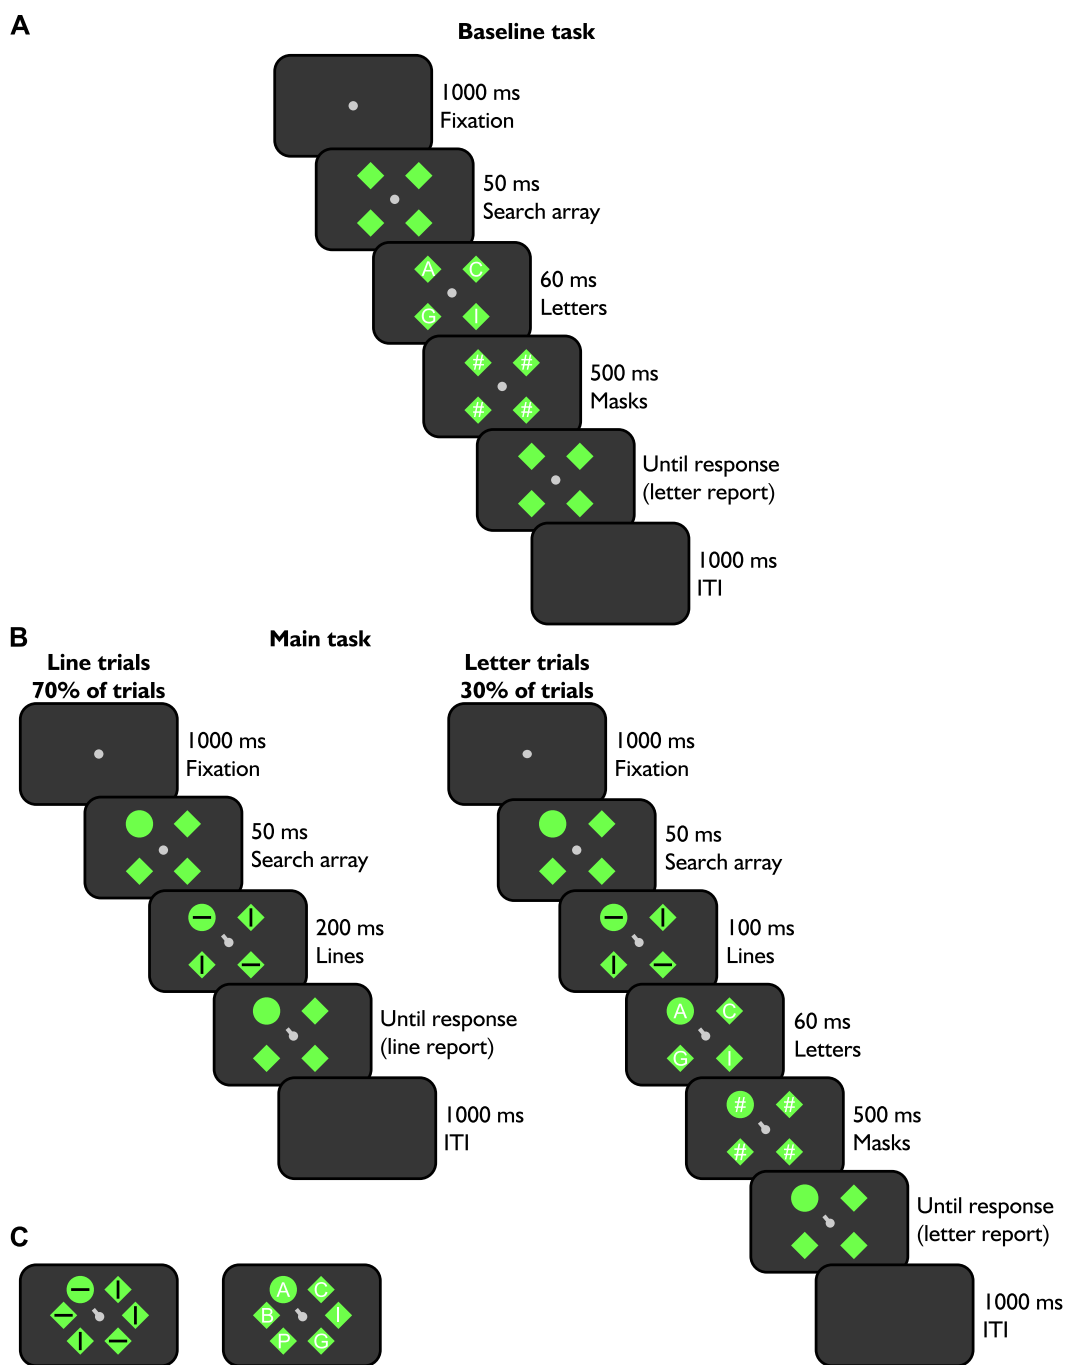 A
Baseline task
1000 ms
Fixation
50 ms
Search array
A C
G I
60 ms
Letters
# #
# #
500 ms
Masks
Until response
(letter report)
1000 ms
ITI
B
Main task
Line trials
70% of trials
1000 ms
Fixation
50 ms
Search array
200 ms
Lines
Until response
(line report)
1000 ms
ITI
Letter trials
30% of trials
1000 ms
Fixation
50 ms
Search array
100 ms
Lines
A C
G I
60 ms
Letters
# #
# #
500 ms
Masks
Until response
(letter report)
1000 ms
ITI
C
A C
B I
P G